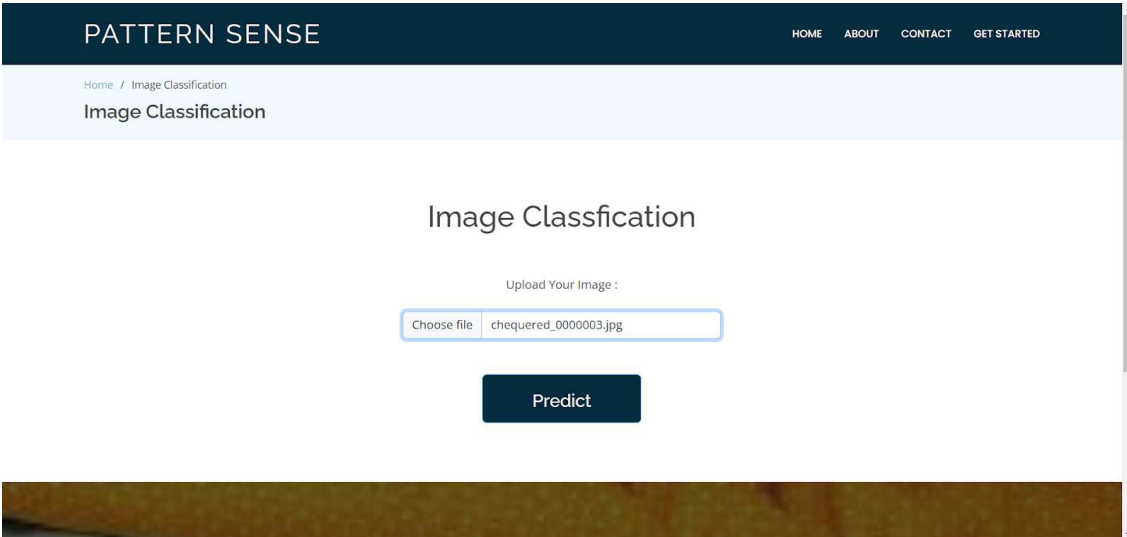 PATTERN SENSE
HOME ABOUT CONTACT GET STARTED
Home / Image Classification
Image Classification
Image Classfication
Upload Your Image :
Choose file chequered_0000003.jpg
Predict